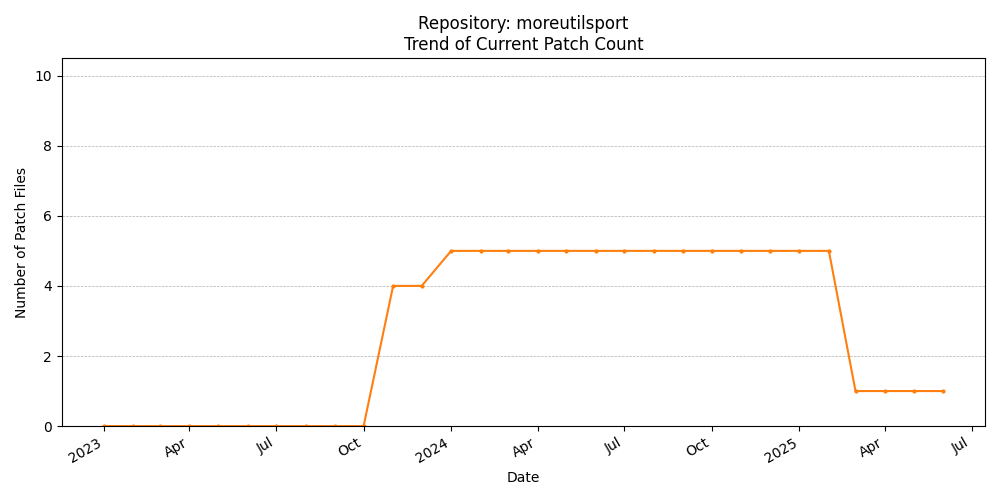 Repository: moreutilsport
Trend of Current Patch Count
10
8
6
4
2
0
Number of Patch Files
2023
Apr
Jul
Oct
2024
Apr
Jul
Oct
2025
Apr
Jul
Date